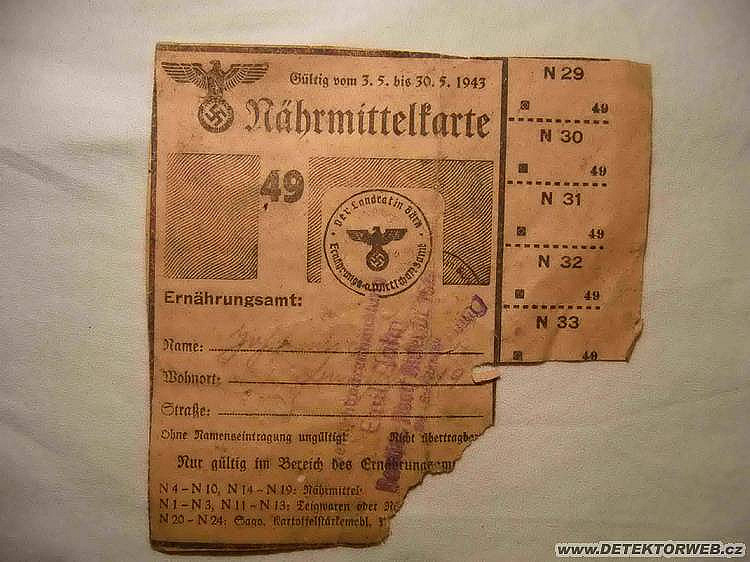 Gültig vom 3. 5. bis 30. 5. 1943
Nährmittelkarte
49
Der Landrat in
Ernährungs-u.Wirtschaftsamt
Ernährungsamt:
Name:
Wohnort:
Straße:
Ohne Namenseintragung ungültig Nicht übertragbar
Nur gültig im Bereich des
N 4 – N 10, N 14 – N 19: Nährmittel
N 1 – N 3, N 11 – N 13: Teigwaren oder
N 20 – N 24: Sago, Kartoffelstärkemehl,
N 29
49
N 30
49
N 31
49
N 32
49
N 33
49
www.DETEKTORWEB.cz